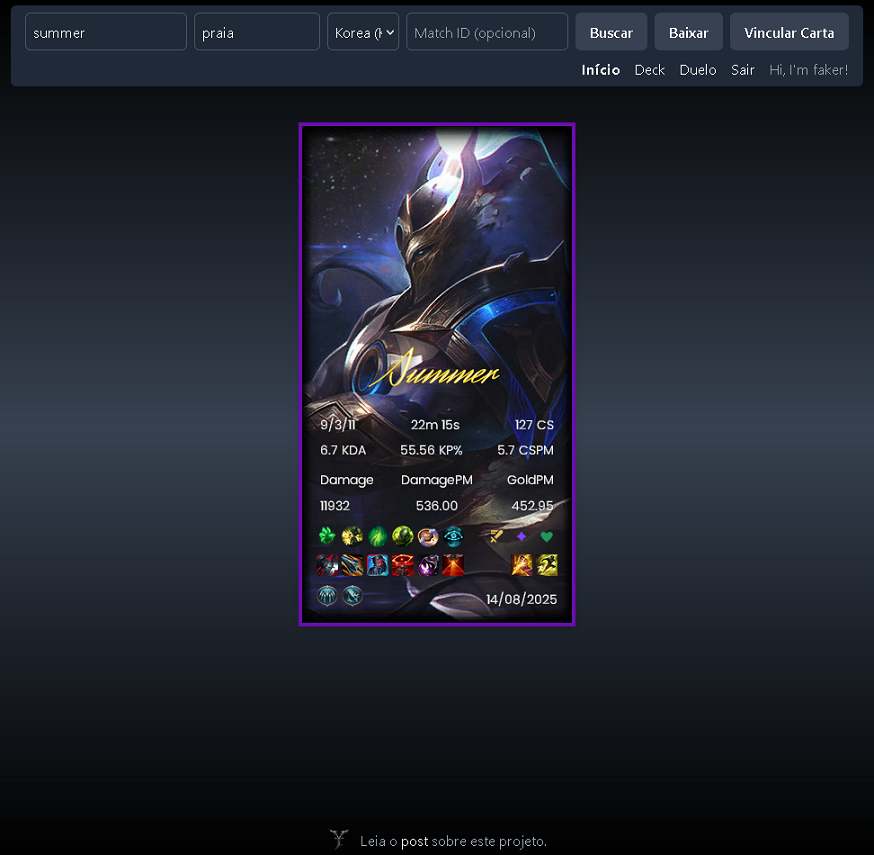 summer praia Korea (K Match ID (opcional) Buscar Baixar Vincular Carta
Início Deck Duelo Sair Hi, I'm faker!
Summer
9/3/11 22m 15s 127 CS
6.7 KDA 55.56 KP% 5.7 CSPM
Damage DamagePM GoldPM
11932 536.00 452.95
14/08/2025
Leia o post sobre este projeto.